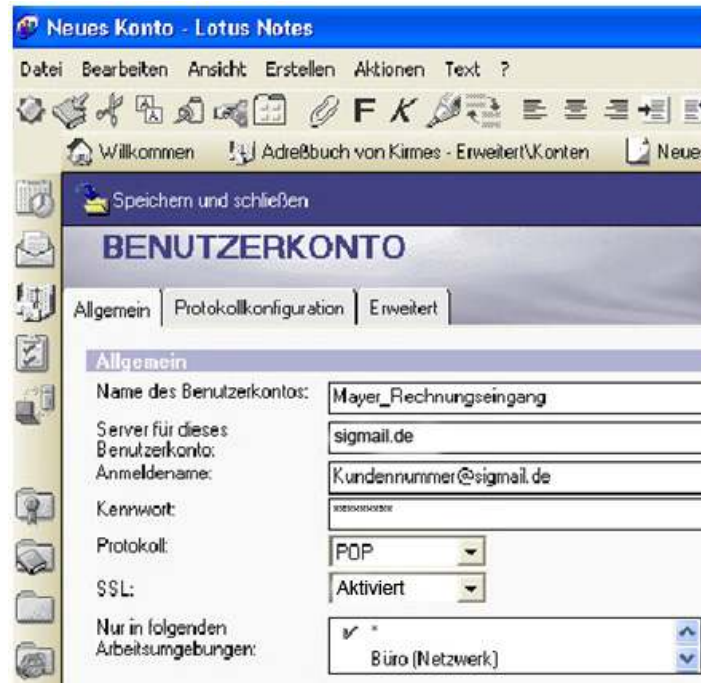 Neues Konto - Lotus Notes
Datei Bearbeiten Ansicht Erstellen Aktionen Text ?
F K
Willkommen Adreßbuch von Kirmes - Erweitert\Konten Neues
Speichern und schließen
BENUTZERKONTO
Allgemein Protokollkonfiguration Erweitert
Allgemein
Name des Benutzerkontos: Mayer_Rechnungseingang
Server für dieses
Benutzerkonto: sigmail.de
Anmeldename: Kundennummer@sigmail.de
Kennwort:
Protokoll: POP
SSL: Aktiviert
Nur in folgenden
Arbeitsumgebungen: *
Büro (Netzwerk)